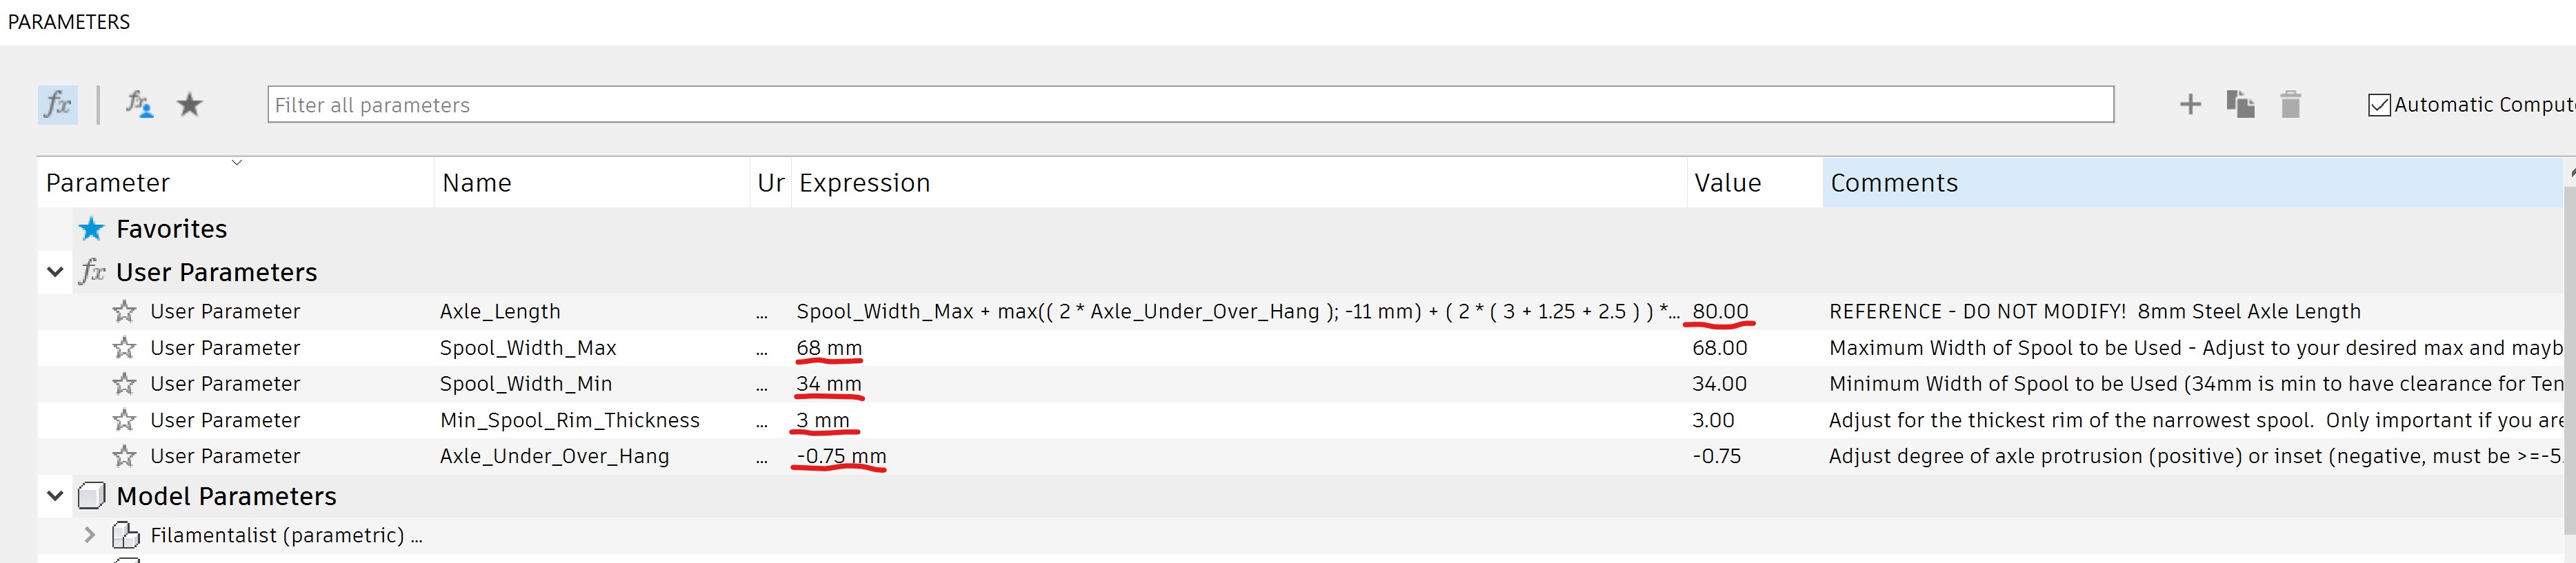 PARAMETERS
fx fx Filter all parameters Automatic Comput
Parameter Name Ur Expression Value Comments
Favorites
fx User Parameters
User Parameter Axle_Length ... Spool_Width_Max + max(( 2 * Axle_Under_Over_Hang ); -11 mm) + ( 2 * ( 3 + 1.25 + 2.5 ) ) *... 80.00 REFERENCE - DO NOT MODIFY! 8mm Steel Axle Length
User Parameter Spool_Width_Max ... 68 mm 68.00 Maximum Width of Spool to be Used - Adjust to your desired max and mayb
User Parameter Spool_Width_Min ... 34 mm 34.00 Minimum Width of Spool to be Used (34mm is min to have clearance for Ten
User Parameter Min_Spool_Rim_Thickness ... 3 mm 3.00 Adjust for the thickest rim of the narrowest spool. Only important if you are
User Parameter Axle_Under_Over_Hang ... -0.75 mm -0.75 Adjust degree of axle protrusion (positive) or inset (negative, must be >=-5.
Model Parameters
Filamentalist (parametric) ...